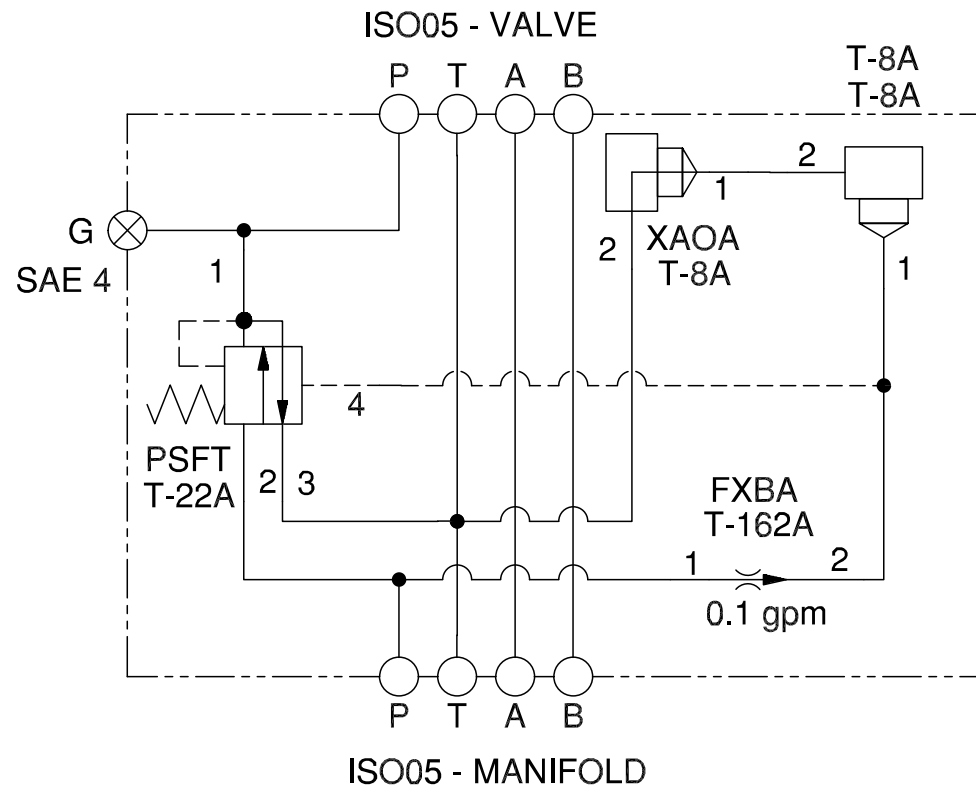 ISO05 - VALVE
P T A B
T-8A
T-8A
G
SAE 4
1
2
1
2
XAOA
T-8A
1
4
PSFT
T-22A
2 3
FXBA
T-162A
1
2
0.1 gpm
P T A B
ISO05 - MANIFOLD